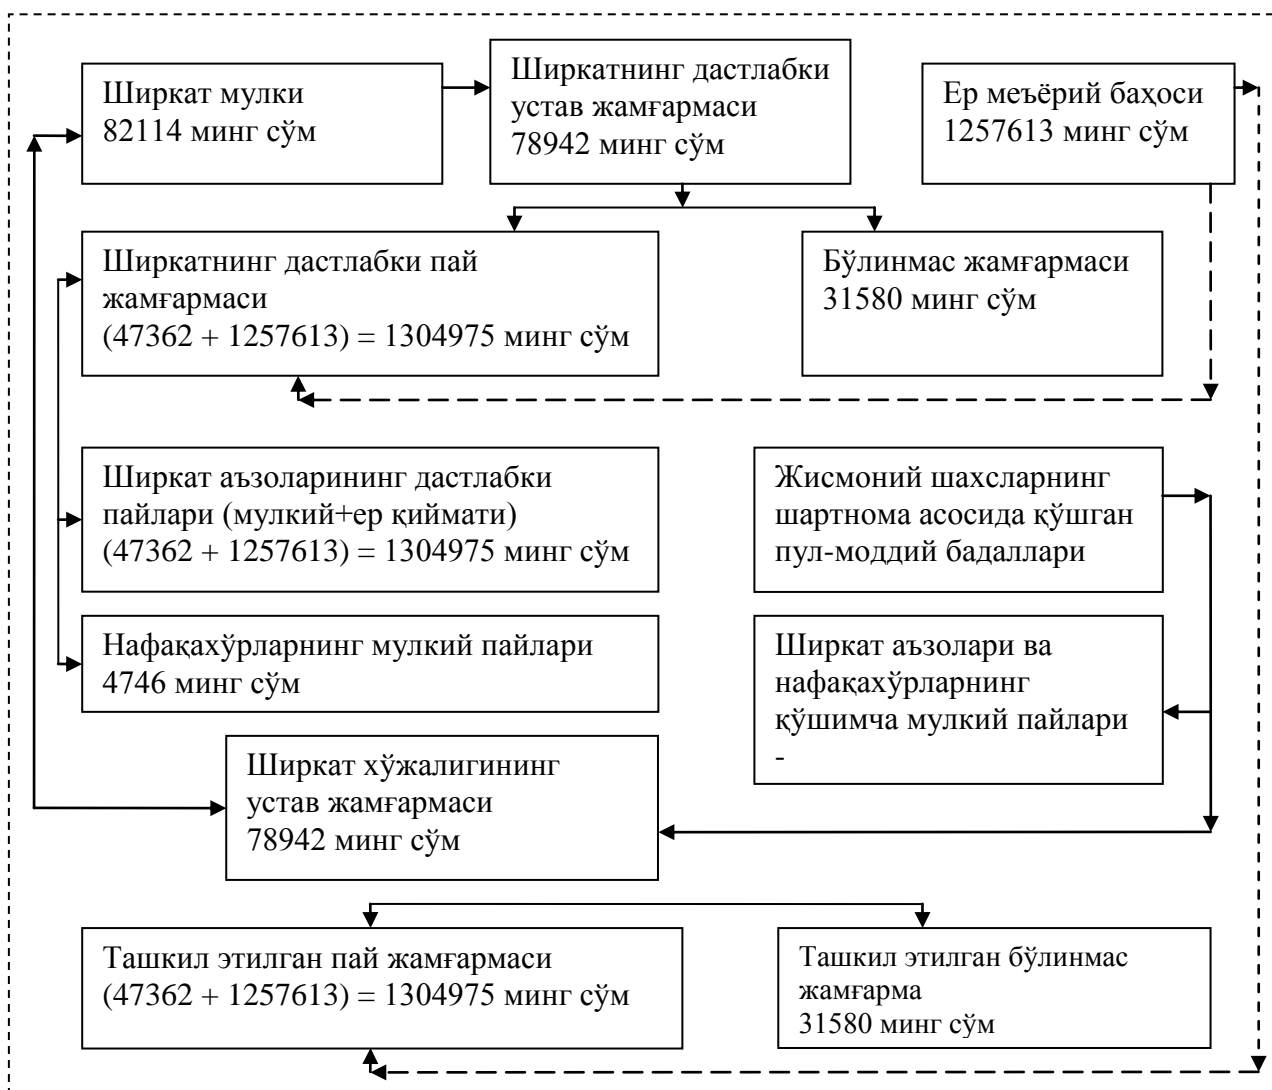 Ширкат мулки
82114 минг сўм
Ширкатнинг дастлабки
устав жамғармаси
78942 минг сўм
Ер меъёрий баҳоси
1257613 минг сўм
Ширкатнинг дастлабки пай
жамғармаси
(47362 + 1257613) = 1304975 минг сўм
Бўлинмас жамғармаси
31580 минг сўм
Ширкат аъзоларининг дастлабки
пайлари (мулкий+ер қиймати)
(47362 + 1257613) = 1304975 минг сўм
Жисмоний шахсларнинг
шартнома асосида қўшган
пул-моддий бадаллари
Нафақахўрларнинг мулкий пайлари
4746 минг сўм
Ширкат аъзолари ва
нафақахўрларнинг
қўшимча мулкий пайлари
-
Ширкат хўжалигининг
устав жамғармаси
78942 минг сўм
Ташкил этилган пай жамғармаси
(47362 + 1257613) = 1304975 минг сўм
Ташкил этилган бўлинмас
жамғарма
31580 минг сўм